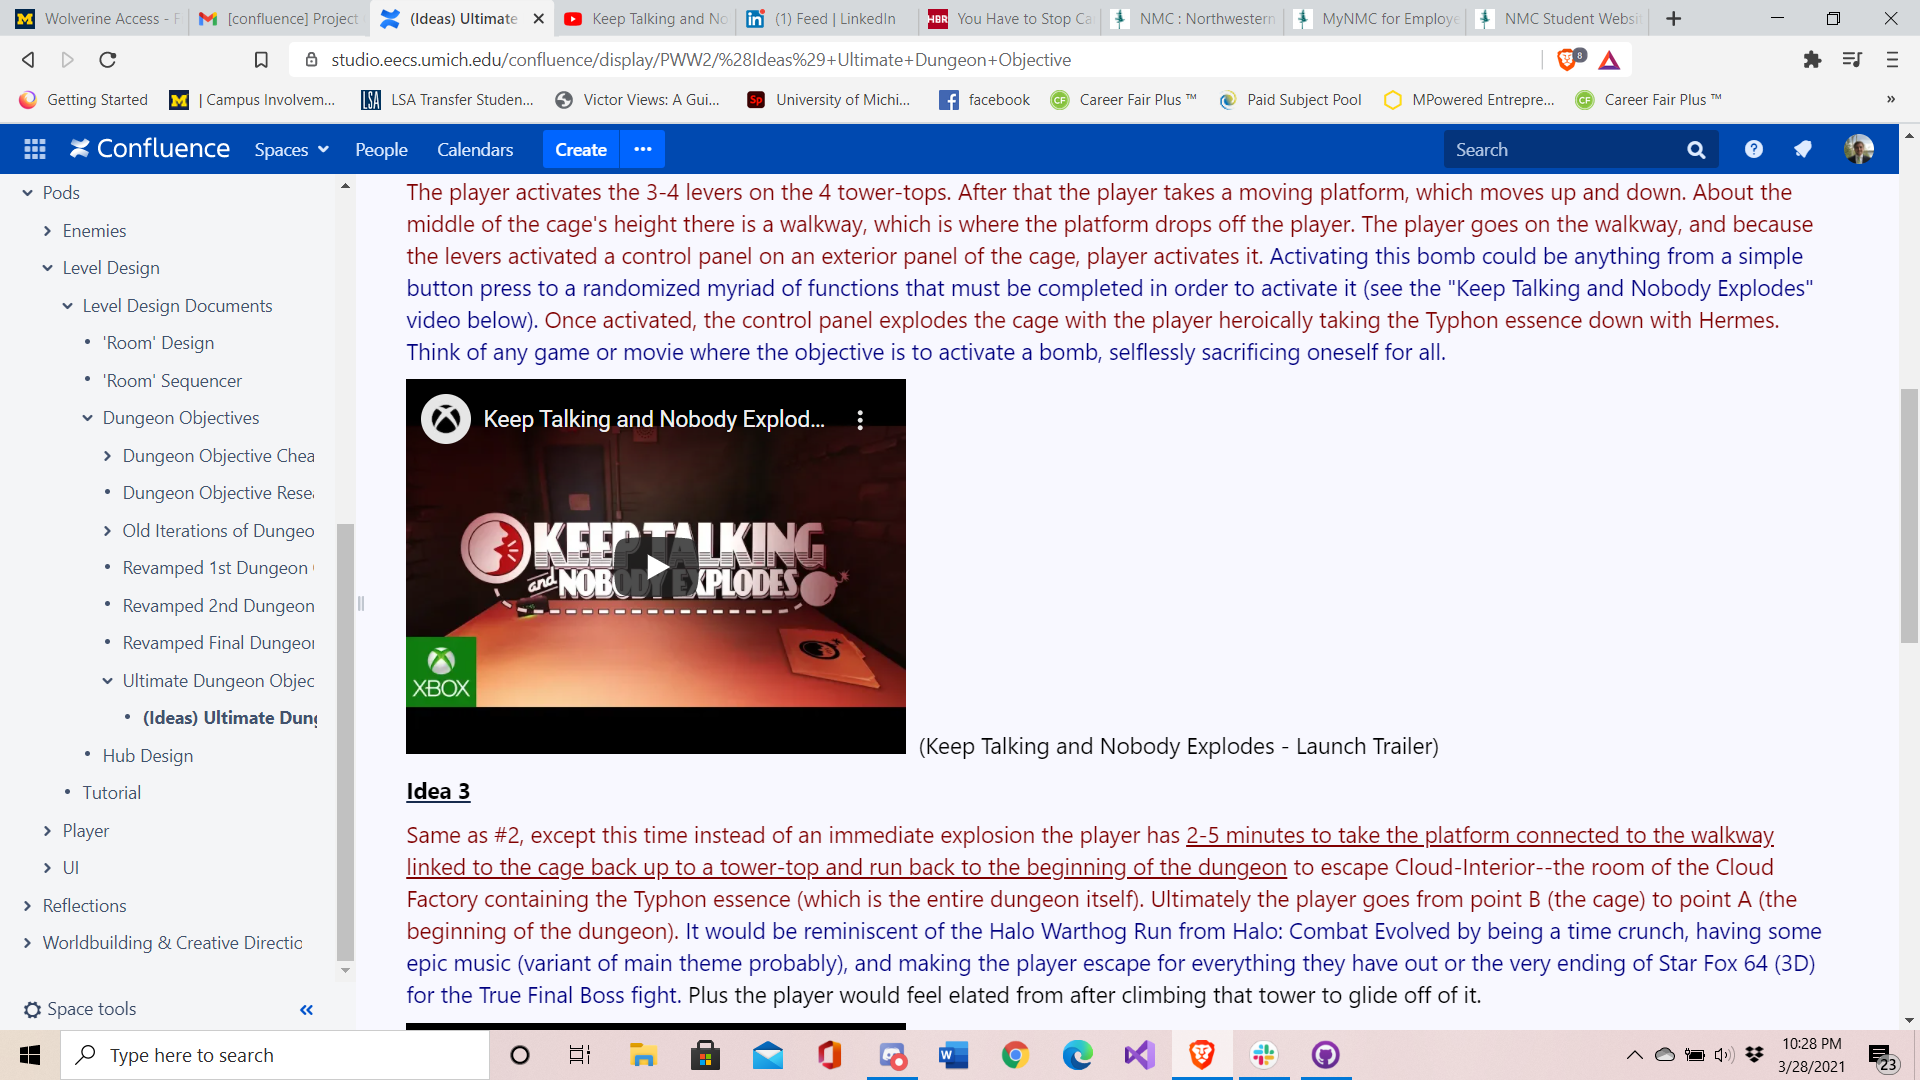 Wolverine Access - F
[confluence] Project
(Ideas) Ultimate
Keep Talking and No
(1) Feed | LinkedIn
HBR You Have to Stop Ca
NMC : Northwestern
MyNMC for Employe
NMC Student Websi
studio.eecs.umich.edu/confluence/display/PWW2/%28Ideas%29+Ultimate+Dungeon+Objective
8
Getting Started
| Campus Involvem...
LSA LSA Transfer Studen...
Victor Views: A Gui...
Sp University of Michi...
facebook
CF Career Fair Plus ™
Paid Subject Pool
MPowered Entrepre...
CF Career Fair Plus ™
»
Confluence
Spaces
People
Calendars
Create
Search
Pods
Enemies
Level Design
Level Design Documents
'Room' Design
'Room' Sequencer
Dungeon Objectives
Dungeon Objective Chea
Dungeon Objective Rese
Old Iterations of Dungeo
Revamped 1st Dungeon
Revamped 2nd Dungeon
Revamped Final Dungeon
Ultimate Dungeon Objec
(Ideas) Ultimate Dung
Hub Design
Tutorial
Player
UI
Reflections
Worldbuilding & Creative Directio
Space tools
The player activates the 3-4 levers on the 4 tower-tops. After that the player takes a moving platform, which moves up and down. About the
middle of the cage's height there is a walkway, which is where the platform drops off the player. The player goes on the walkway, and because
the levers activated a control panel on an exterior panel of the cage, player activates it. Activating this bomb could be anything from a simple
button press to a randomized myriad of functions that must be completed in order to activate it (see the "Keep Talking and Nobody Explodes"
video below). Once activated, the control panel explodes the cage with the player heroically taking the Typhon essence down with Hermes.
Think of any game or movie where the objective is to activate a bomb, selflessly sacrificing oneself for all.
Keep Talking and Nobody Explod...
KEEP TALKING
and NOBODY EXPLODES
XBOX
(Keep Talking and Nobody Explodes - Launch Trailer)
Idea 3
Same as #2, except this time instead of an immediate explosion the player has 2-5 minutes to take the platform connected to the walkway
linked to the cage back up to a tower-top and run back to the beginning of the dungeon to escape Cloud-Interior--the room of the Cloud
Factory containing the Typhon essence (which is the entire dungeon itself). Ultimately the player goes from point B (the cage) to point A (the
beginning of the dungeon). It would be reminiscent of the Halo Warthog Run from Halo: Combat Evolved by being a time crunch, having some
epic music (variant of main theme probably), and making the player escape for everything they have out or the very ending of Star Fox 64 (3D)
for the True Final Boss fight. Plus the player would feel elated from after climbing that tower to glide off of it.
Type here to search
10:28 PM
3/28/2021
23